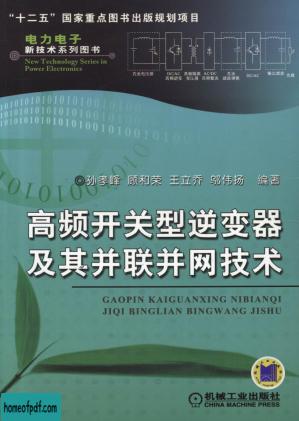 “十二五”国家重点图书出版规划项目
电力电子
新技术系列图书
New Technology Series in
Power Electronics
孙孝峰 顾和荣 王立乔 邬伟扬 编著
高频开关型逆变器
及其并联并网技术
GAOPIN KAIGUANXING NIBIANQI
JIQI BINGLIAN BINGWANG JISHU
机械工业出版社
CHINA MACHINE PRESS
homeofpdf.com
homeofpdf.com